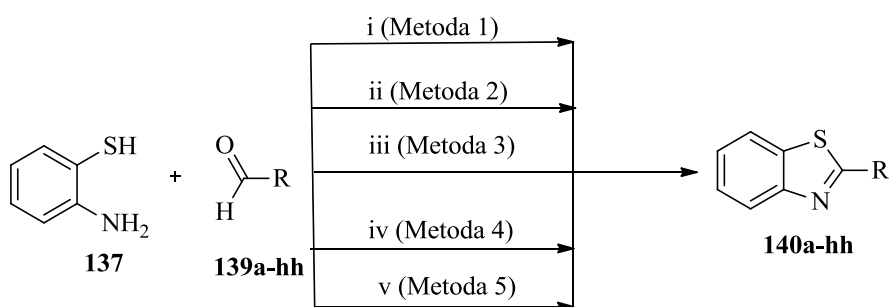 i (Metoda 1)
ii (Metoda 2)
iii (Metoda 3)
iv (Metoda 4)
v (Metoda 5)
SH
NH2
137
+
O
H
R
139a-hh
S
N
R
140a-hh